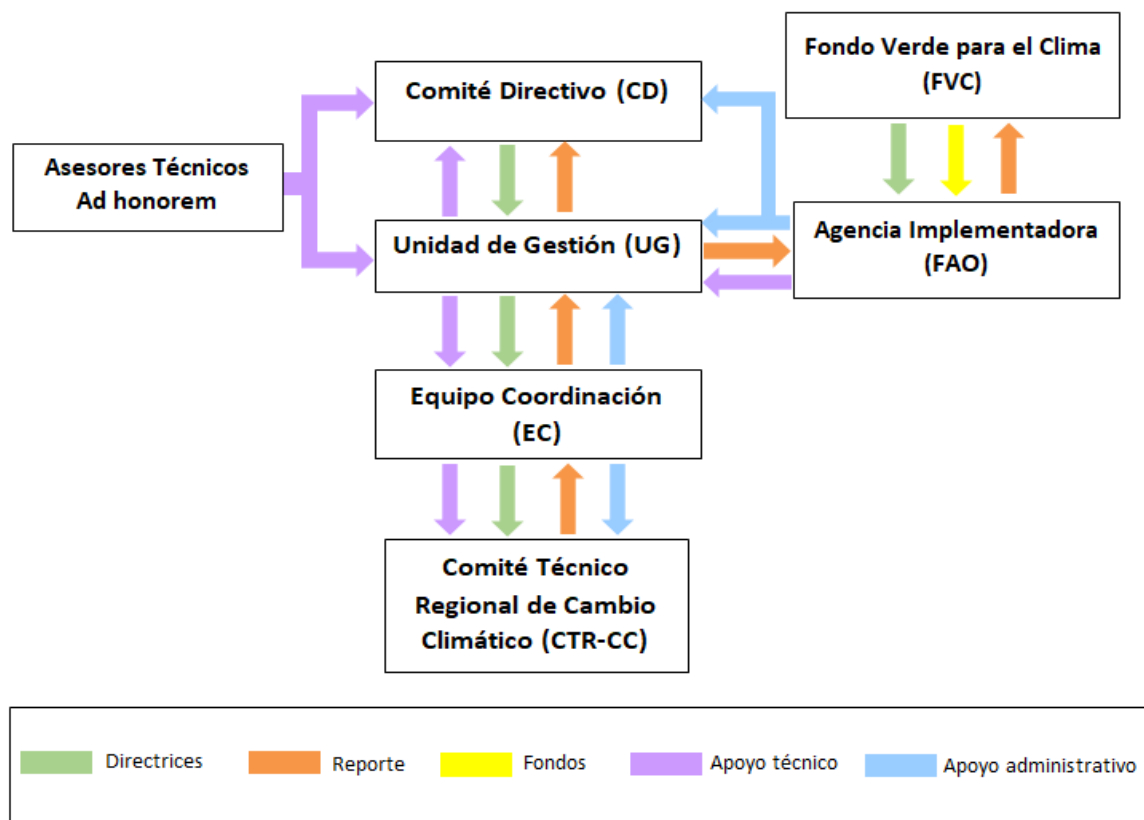 Fondo Verde para el Clima
(FVC)
Comité Directivo (CD)
Asesores Técnicos
Ad honorem
Unidad de Gestión (UG)
Agencia Implementadora
(FAO)
Equipo Coordinación
(EC)
Comité Técnico
Regional de Cambio
Climático (CTR-CC)
Directrices
Reporte
Fondos
Apoyo técnico
Apoyo administrativo